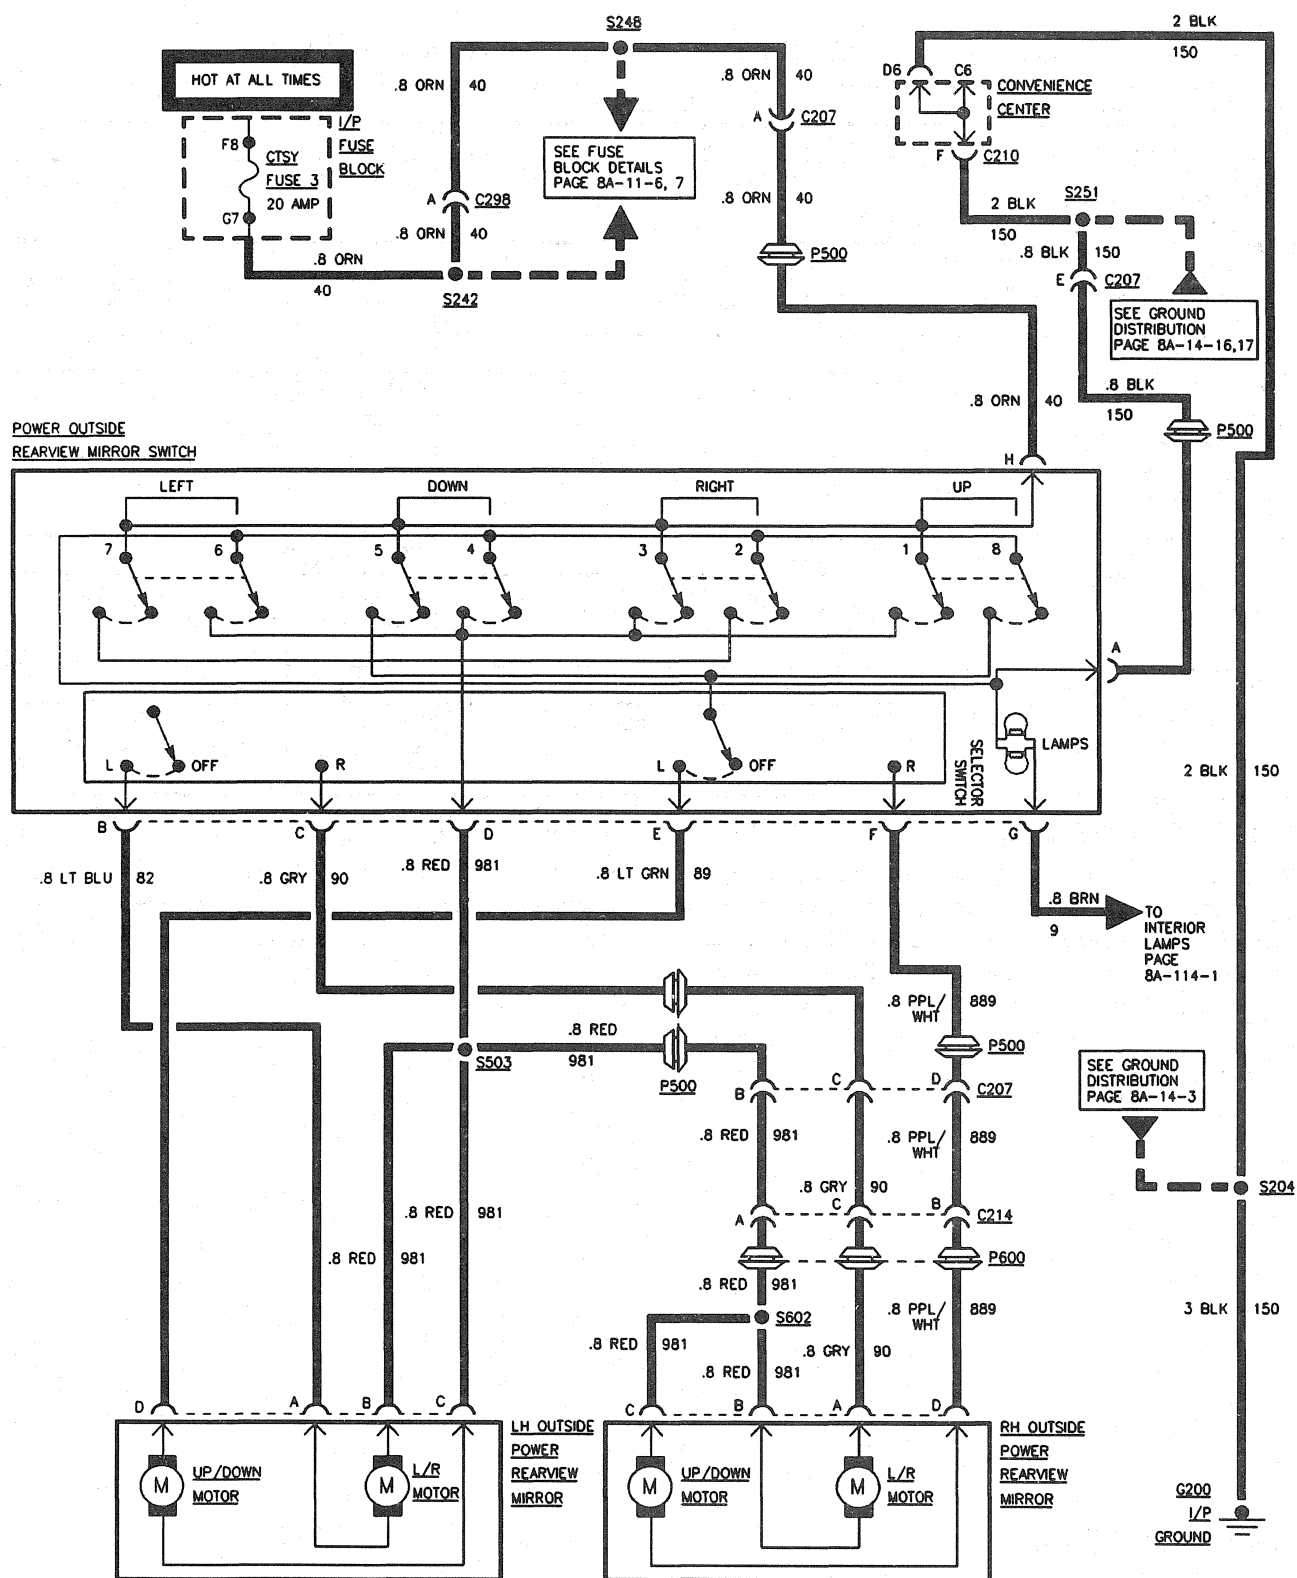 S248
2 BLK
150
HOT AT ALL TIMES
.8 ORN 40
.8 ORN 40
D6 C6
CONVENIENCE
CENTER
I/P
FUSE
BLOCK
F8
CTSY
FUSE 3
20 AMP
G7
A C207
SEE FUSE
BLOCK DETAILS
PAGE 8A-11-6, 7
F C210
A C298
.8 ORN 40
S251
2 BLK
150
.8 ORN 40
.8 ORN
40
S242
P500
.8 BLK 150
E C207
SEE GROUND
DISTRIBUTION
PAGE 8A-14-16,17
.8 BLK
150
.8 ORN 40
P500
POWER OUTSIDE
REARVIEW MIRROR SWITCH
H
LEFT DOWN RIGHT UP
7 6 5 4 3 2 1 8
A
LAMPS
SELECTOR
SWITCH
L OFF R L OFF R
2 BLK 150
B C D E F G
.8 LT BLU 82
.8 GRY 90
.8 RED 981
.8 LT GRN 89
.8 BRN
9
TO
INTERIOR
LAMPS
PAGE
8A-114-1
.8 PPL/
WHT
889
.8 RED
981
S503
P500
P500
B C D C207
SEE GROUND
DISTRIBUTION
PAGE 8A-14-3
.8 RED 981
.8 PPL/
WHT
889
.8 GRY 90
S204
A C B C214
.8 RED 981
.8 RED 981
P600
.8 RED 981
S602
.8 PPL/
WHT
889
3 BLK 150
.8 RED 981
.8 GRY 90
.8 RED 981
D A B C
C B A D
LH OUTSIDE
POWER
REARVIEW
MIRROR
M UP/DOWN
MOTOR
M L/R
MOTOR
RH OUTSIDE
POWER
REARVIEW
MIRROR
M UP/DOWN
MOTOR
M L/R
MOTOR
G200
I/P
GROUND